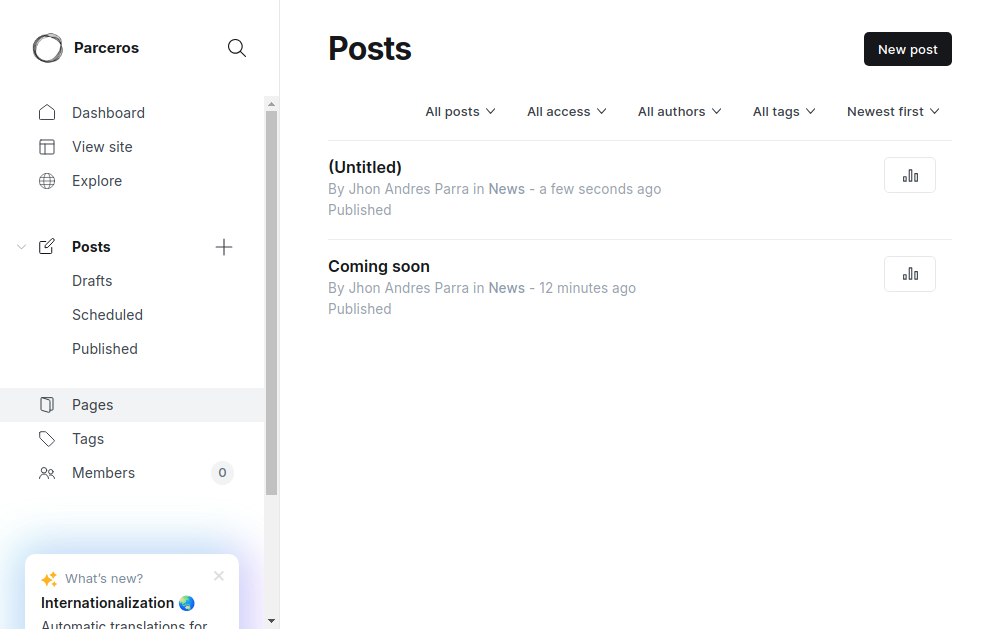 Parceros
Dashboard
View site
Explore
Posts
Drafts
Scheduled
Published
Pages
Tags
Members 0
What's new?
Internationalization
Automatic translations for
Posts
New post
All posts All access All authors All tags Newest first
(Untitled)
By Jhon Andres Parra in News - a few seconds ago
Published
Coming soon
By Jhon Andres Parra in News - 12 minutes ago
Published